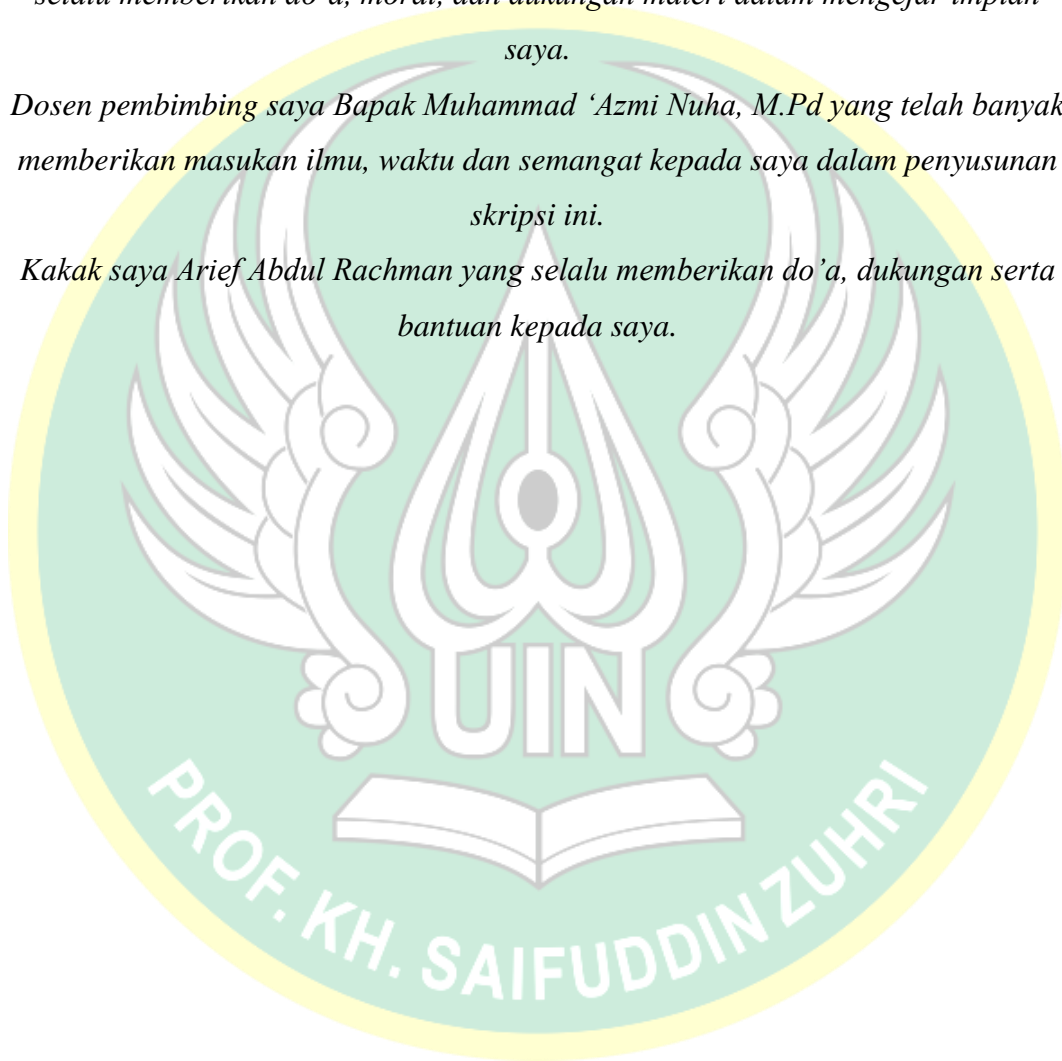 selalu memberikan do’a, moral, dan dukungan materi dalam mengejar impian
saya.
Dosen pembimbing saya Bapak Muhammad ‘Azmi Nuha, M.Pd yang telah banyak
memberikan masukan ilmu, waktu dan semangat kepada saya dalam penyusunan
skripsi ini.
Kakak saya Arief Abdul Rachman yang selalu memberikan do’a, dukungan serta
bantuan kepada saya.
UIN
PROF. KH. SAIFUDDIN ZUHRI